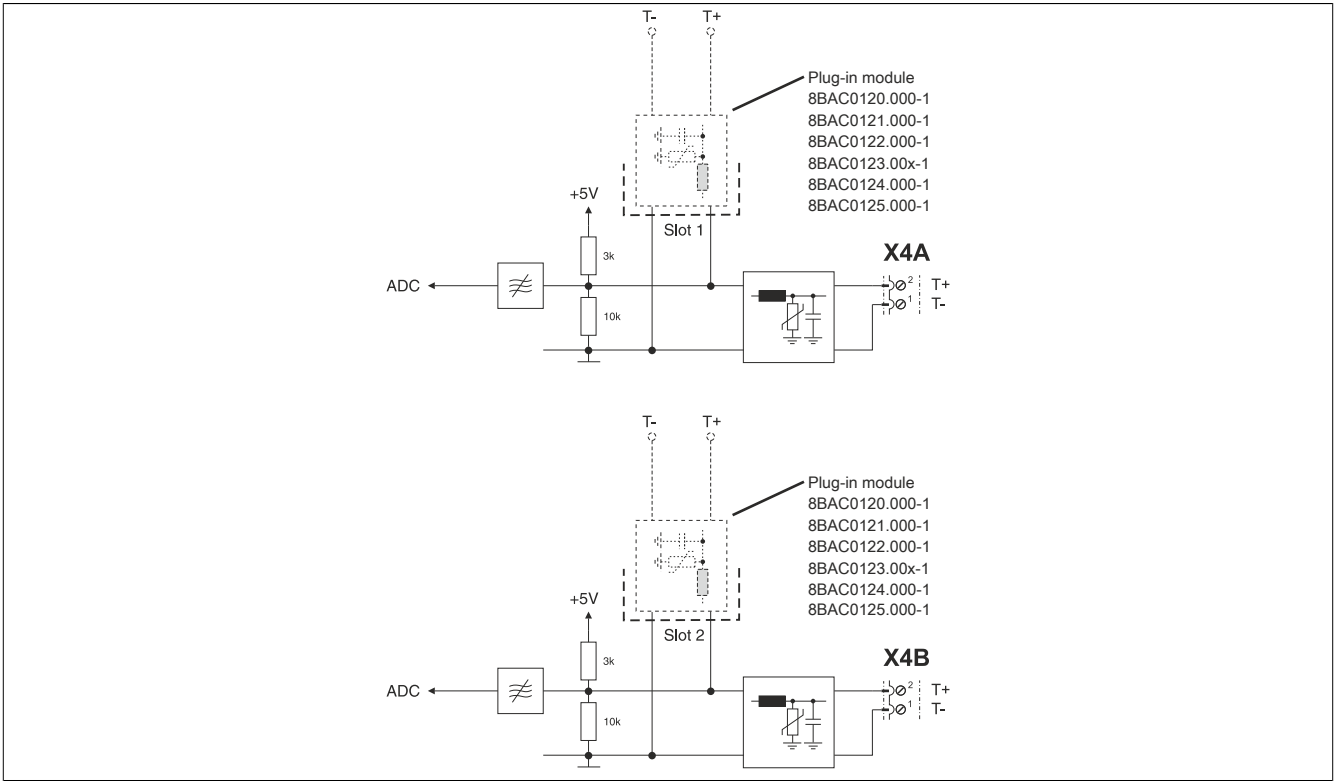 T- T+
Plug-in module
8BAC0120.000-1
8BAC0121.000-1
8BAC0122.000-1
8BAC0123.00x-1
8BAC0124.000-1
8BAC0125.000-1
+5V
Slot 1
3k
X4A
ADC
2 T+
1 T-
10k
T- T+
Plug-in module
8BAC0120.000-1
8BAC0121.000-1
8BAC0122.000-1
8BAC0123.00x-1
8BAC0124.000-1
8BAC0125.000-1
+5V
Slot 2
3k
X4B
ADC
2 T+
1 T-
10k